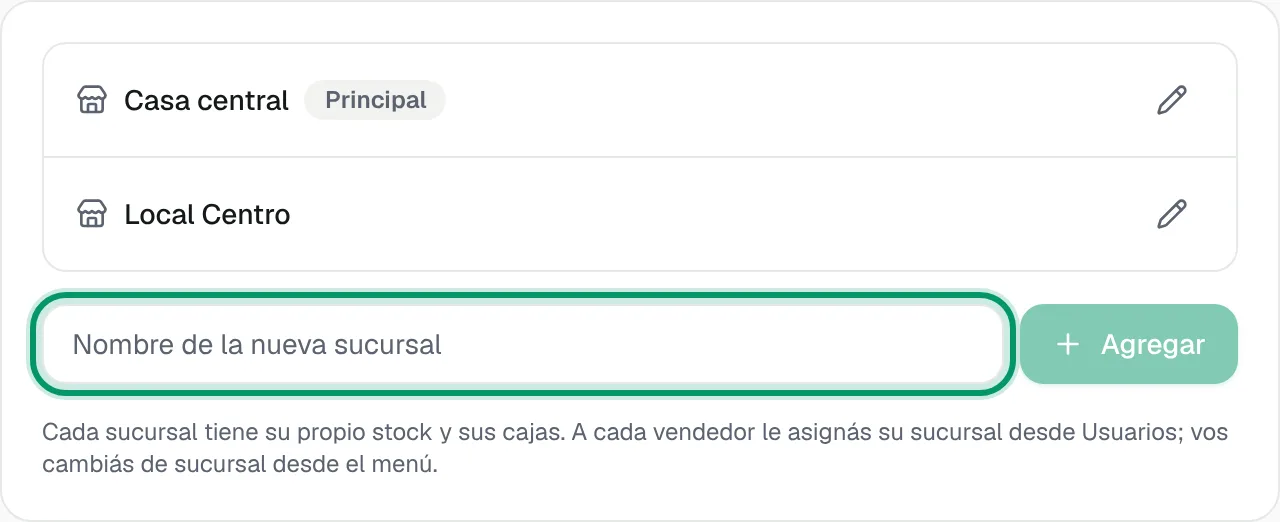 Casa central Principal
Local Centro
Nombre de la nueva sucursal
Agregar
Cada sucursal tiene su propio stock y sus cajas. A cada vendedor le asignás su sucursal desde Usuarios; vos
cambiás de sucursal desde el menú.